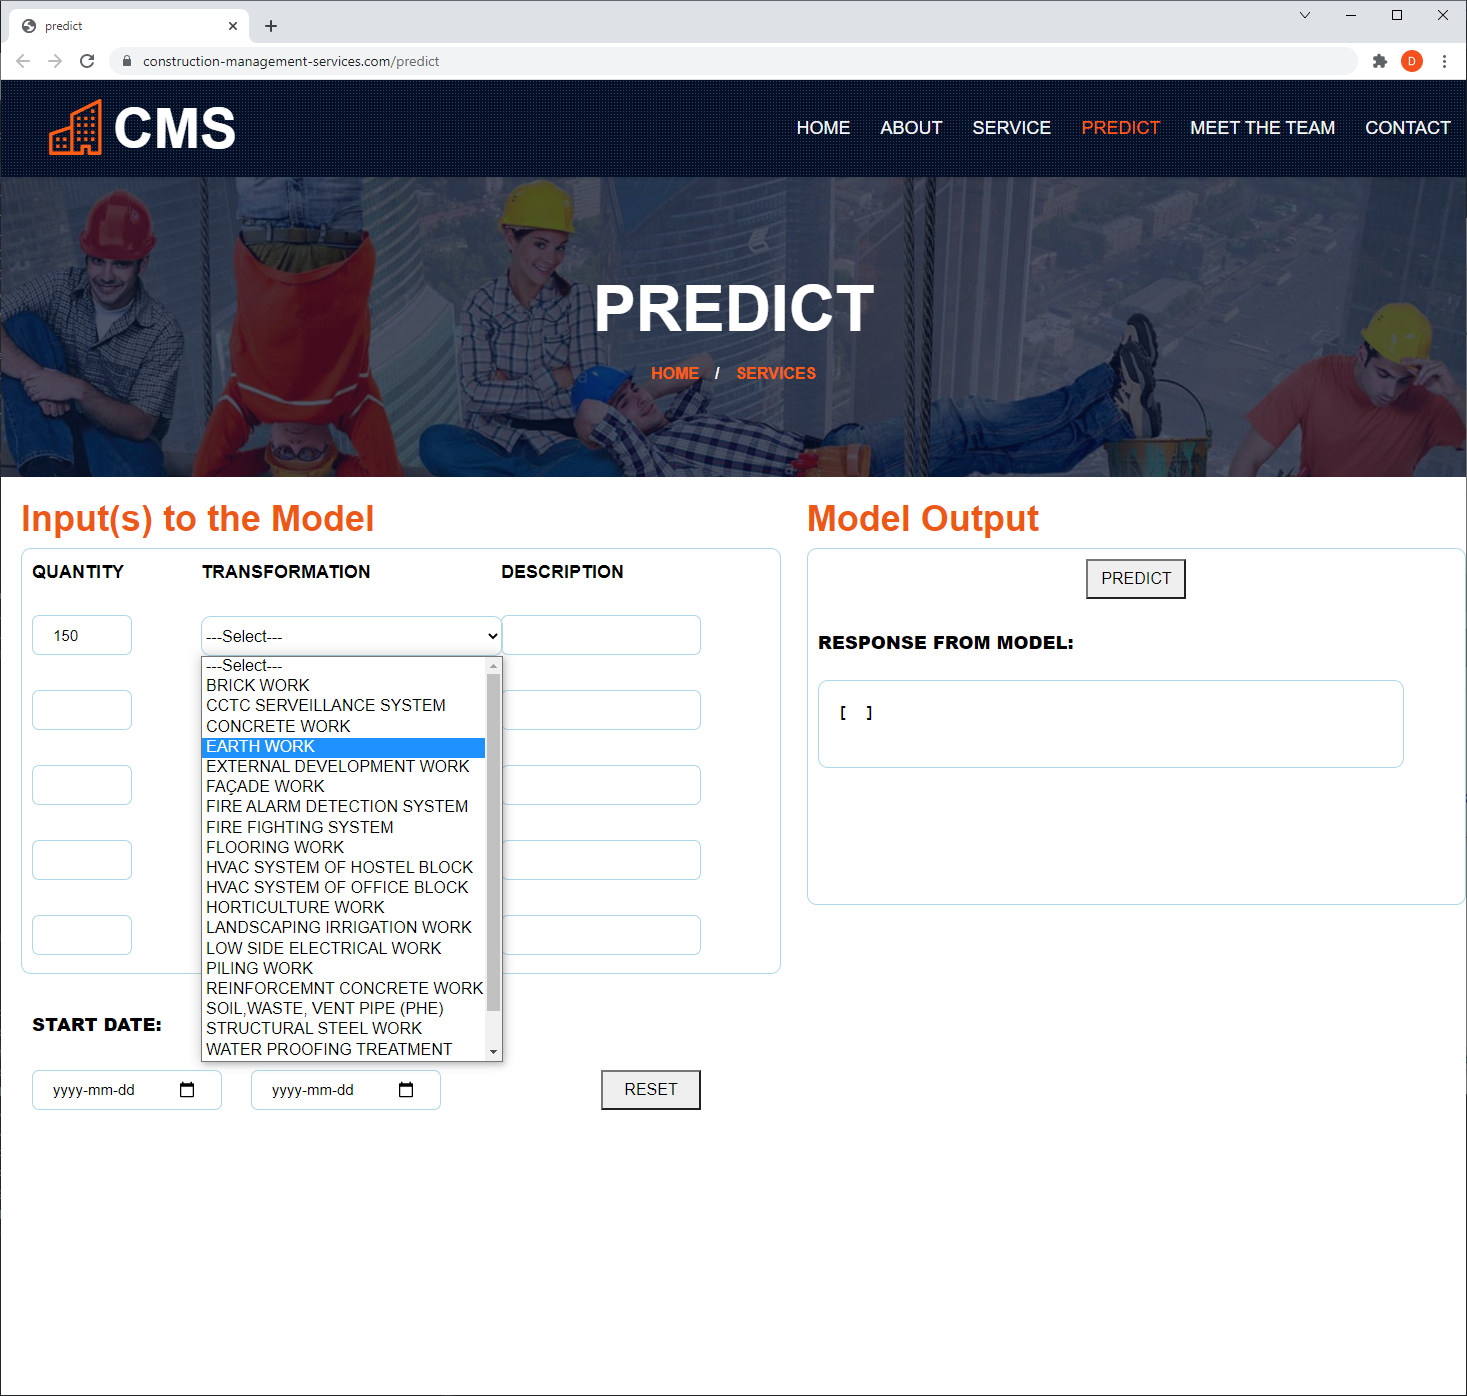 predict
construction-management-services.com/predict
D
CMS
HOME ABOUT SERVICE PREDICT MEET THE TEAM CONTACT
PREDICT
HOME / SERVICES
Input(s) to the Model
QUANTITY TRANSFORMATION DESCRIPTION
150 ---Select---
---Select---
BRICK WORK
CCTC SERVEILLANCE SYSTEM
CONCRETE WORK
EARTH WORK
EXTERNAL DEVELOPMENT WORK
FAÇADE WORK
FIRE ALARM DETECTION SYSTEM
FIRE FIGHTING SYSTEM
FLOORING WORK
HVAC SYSTEM OF HOSTEL BLOCK
HVAC SYSTEM OF OFFICE BLOCK
HORTICULTURE WORK
LANDSCAPING IRRIGATION WORK
LOW SIDE ELECTRICAL WORK
PILING WORK
REINFORCEMNT CONCRETE WORK
SOIL,WASTE, VENT PIPE (PHE)
STRUCTURAL STEEL WORK
WATER PROOFING TREATMENT
START DATE:
yyyy-mm-dd yyyy-mm-dd RESET
Model Output
PREDICT
RESPONSE FROM MODEL:
[ ]